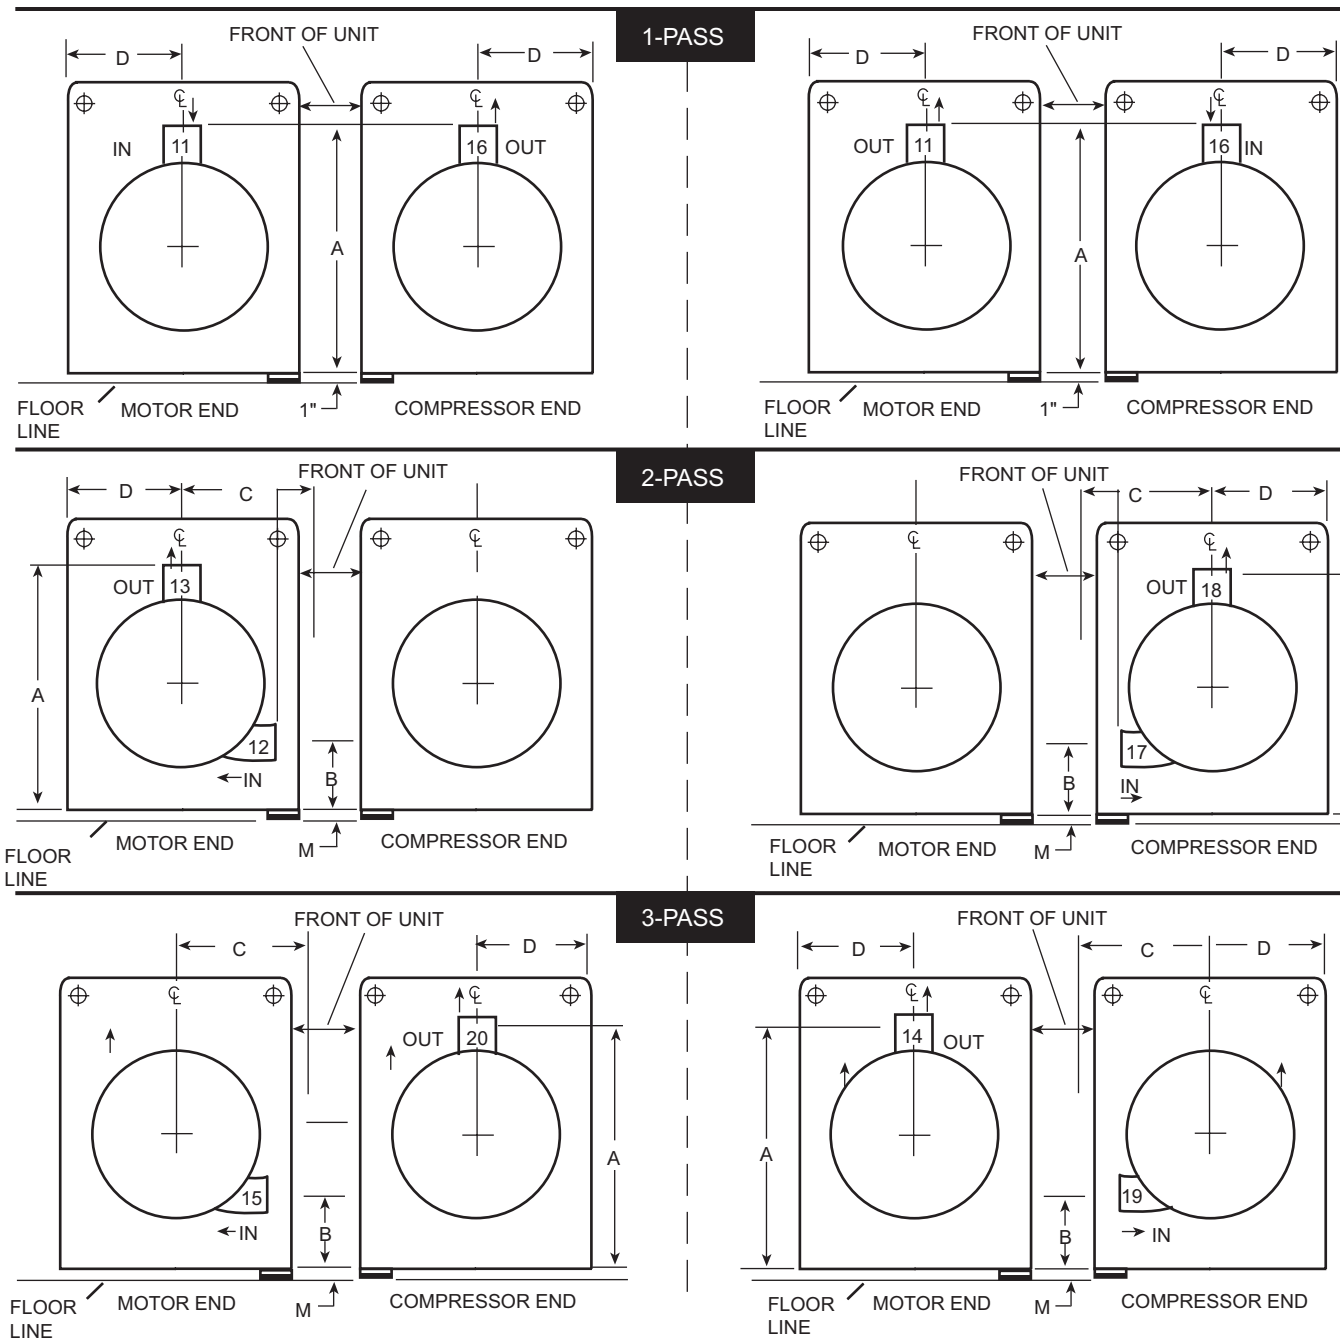 1-PASS
D
FRONT OF UNIT
D
℄
℄
IN
11
16
OUT
A
FLOOR
LINE
MOTOR END
1"
COMPRESSOR END
D
FRONT OF UNIT
D
℄
℄
OUT
11
16
IN
A
FLOOR
LINE
MOTOR END
1"
COMPRESSOR END
2-PASS
D
C
FRONT OF UNIT
℄
℄
OUT
13
A
12
IN
B
FLOOR
LINE
MOTOR END
M
COMPRESSOR END
FRONT OF UNIT
C
D
℄
℄
OUT
18
17
IN
B
FLOOR
LINE
MOTOR END
M
COMPRESSOR END
3-PASS
C
FRONT OF UNIT
D
℄
℄
OUT
20
A
15
IN
B
FLOOR
LINE
MOTOR END
M
COMPRESSOR END
D
FRONT OF UNIT
C
D
℄
℄
14
OUT
A
19
IN
B
FLOOR
LINE
MOTOR END
M
COMPRESSOR END